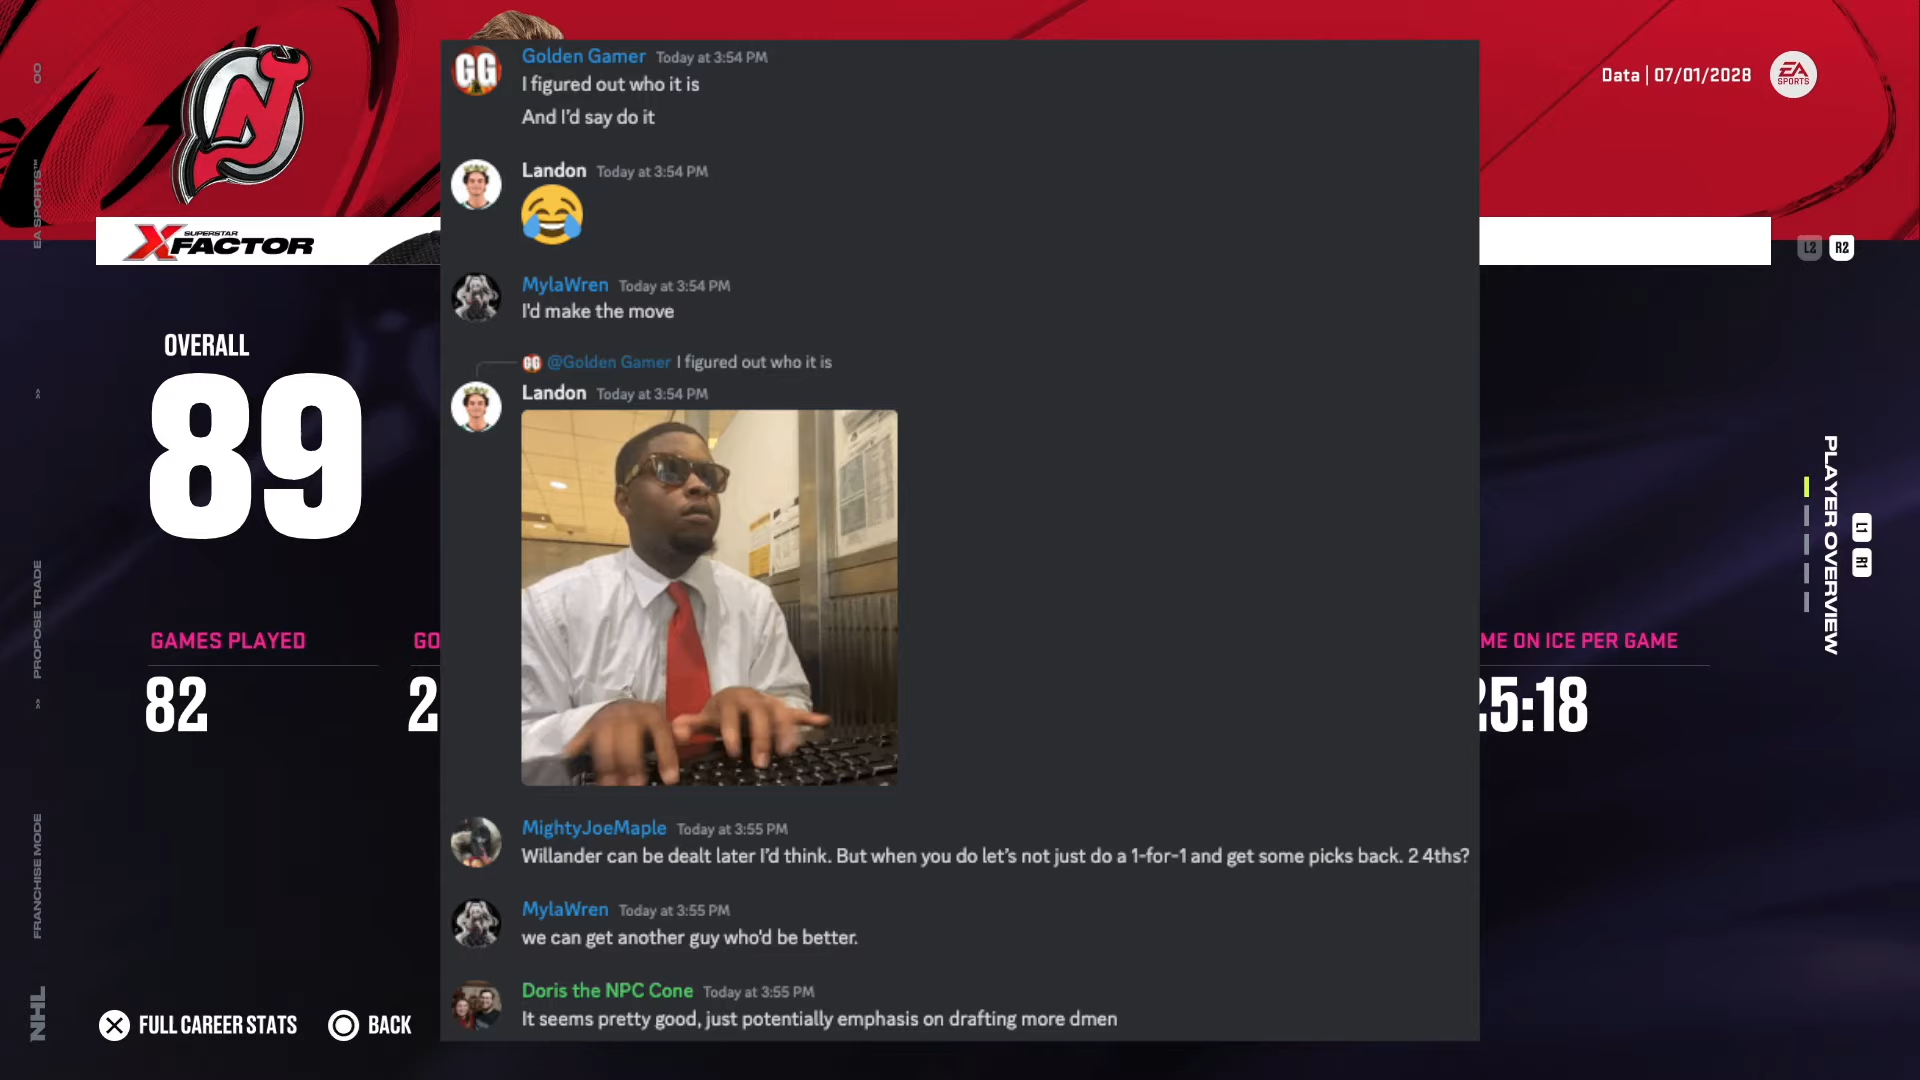 Data | 07/01/2028
EA
SPORTS
GG
Golden Gamer Today at 3:54 PM
I figured out who it is
And I'd say do it
Landon Today at 3:54 PM
MylaWren Today at 3:54 PM
I'd make the move
GG @Golden Gamer I figured out who it is
Landon Today at 3:54 PM
MightyJoeMaple Today at 3:55 PM
Willander can be dealt later I'd think. But when you do let's not just do a 1-for-1 and get some picks back. 2 4ths?
MylaWren Today at 3:55 PM
we can get another guy who'd be better.
Doris the NPC Cone Today at 3:55 PM
It seems pretty good, just potentially emphasis on drafting more dmen
SUPERSTAR
XFACTOR
L2 R2
OVERALL
89
GAMES PLAYED
82
GO
2
ME ON ICE PER GAME
25:18
PLAYER OVERVIEW
L1
R1
EA SPORTS™
PROPOSE TRADE
FRANCHISE MODE
NHL
FULL CAREER STATS
BACK